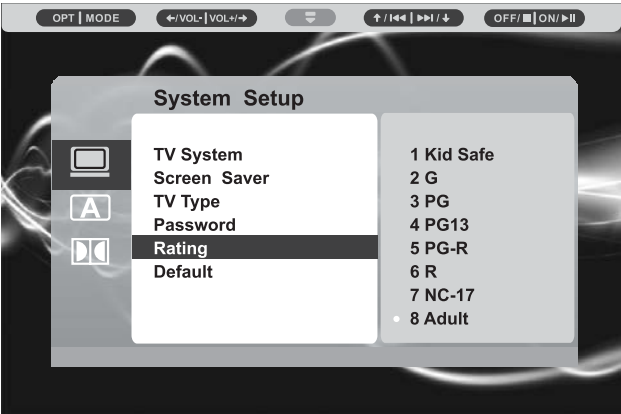 OPT | MODE
←/VOL- | VOL+/→
↑/⏮ | ⏭/↓
OFF/■ | ON/▶II
System Setup
TV System
Screen Saver
TV Type
Password
Rating
Default
1 Kid Safe
2 G
3 PG
4 PG13
5 PG-R
6 R
7 NC-17
8 Adult
A